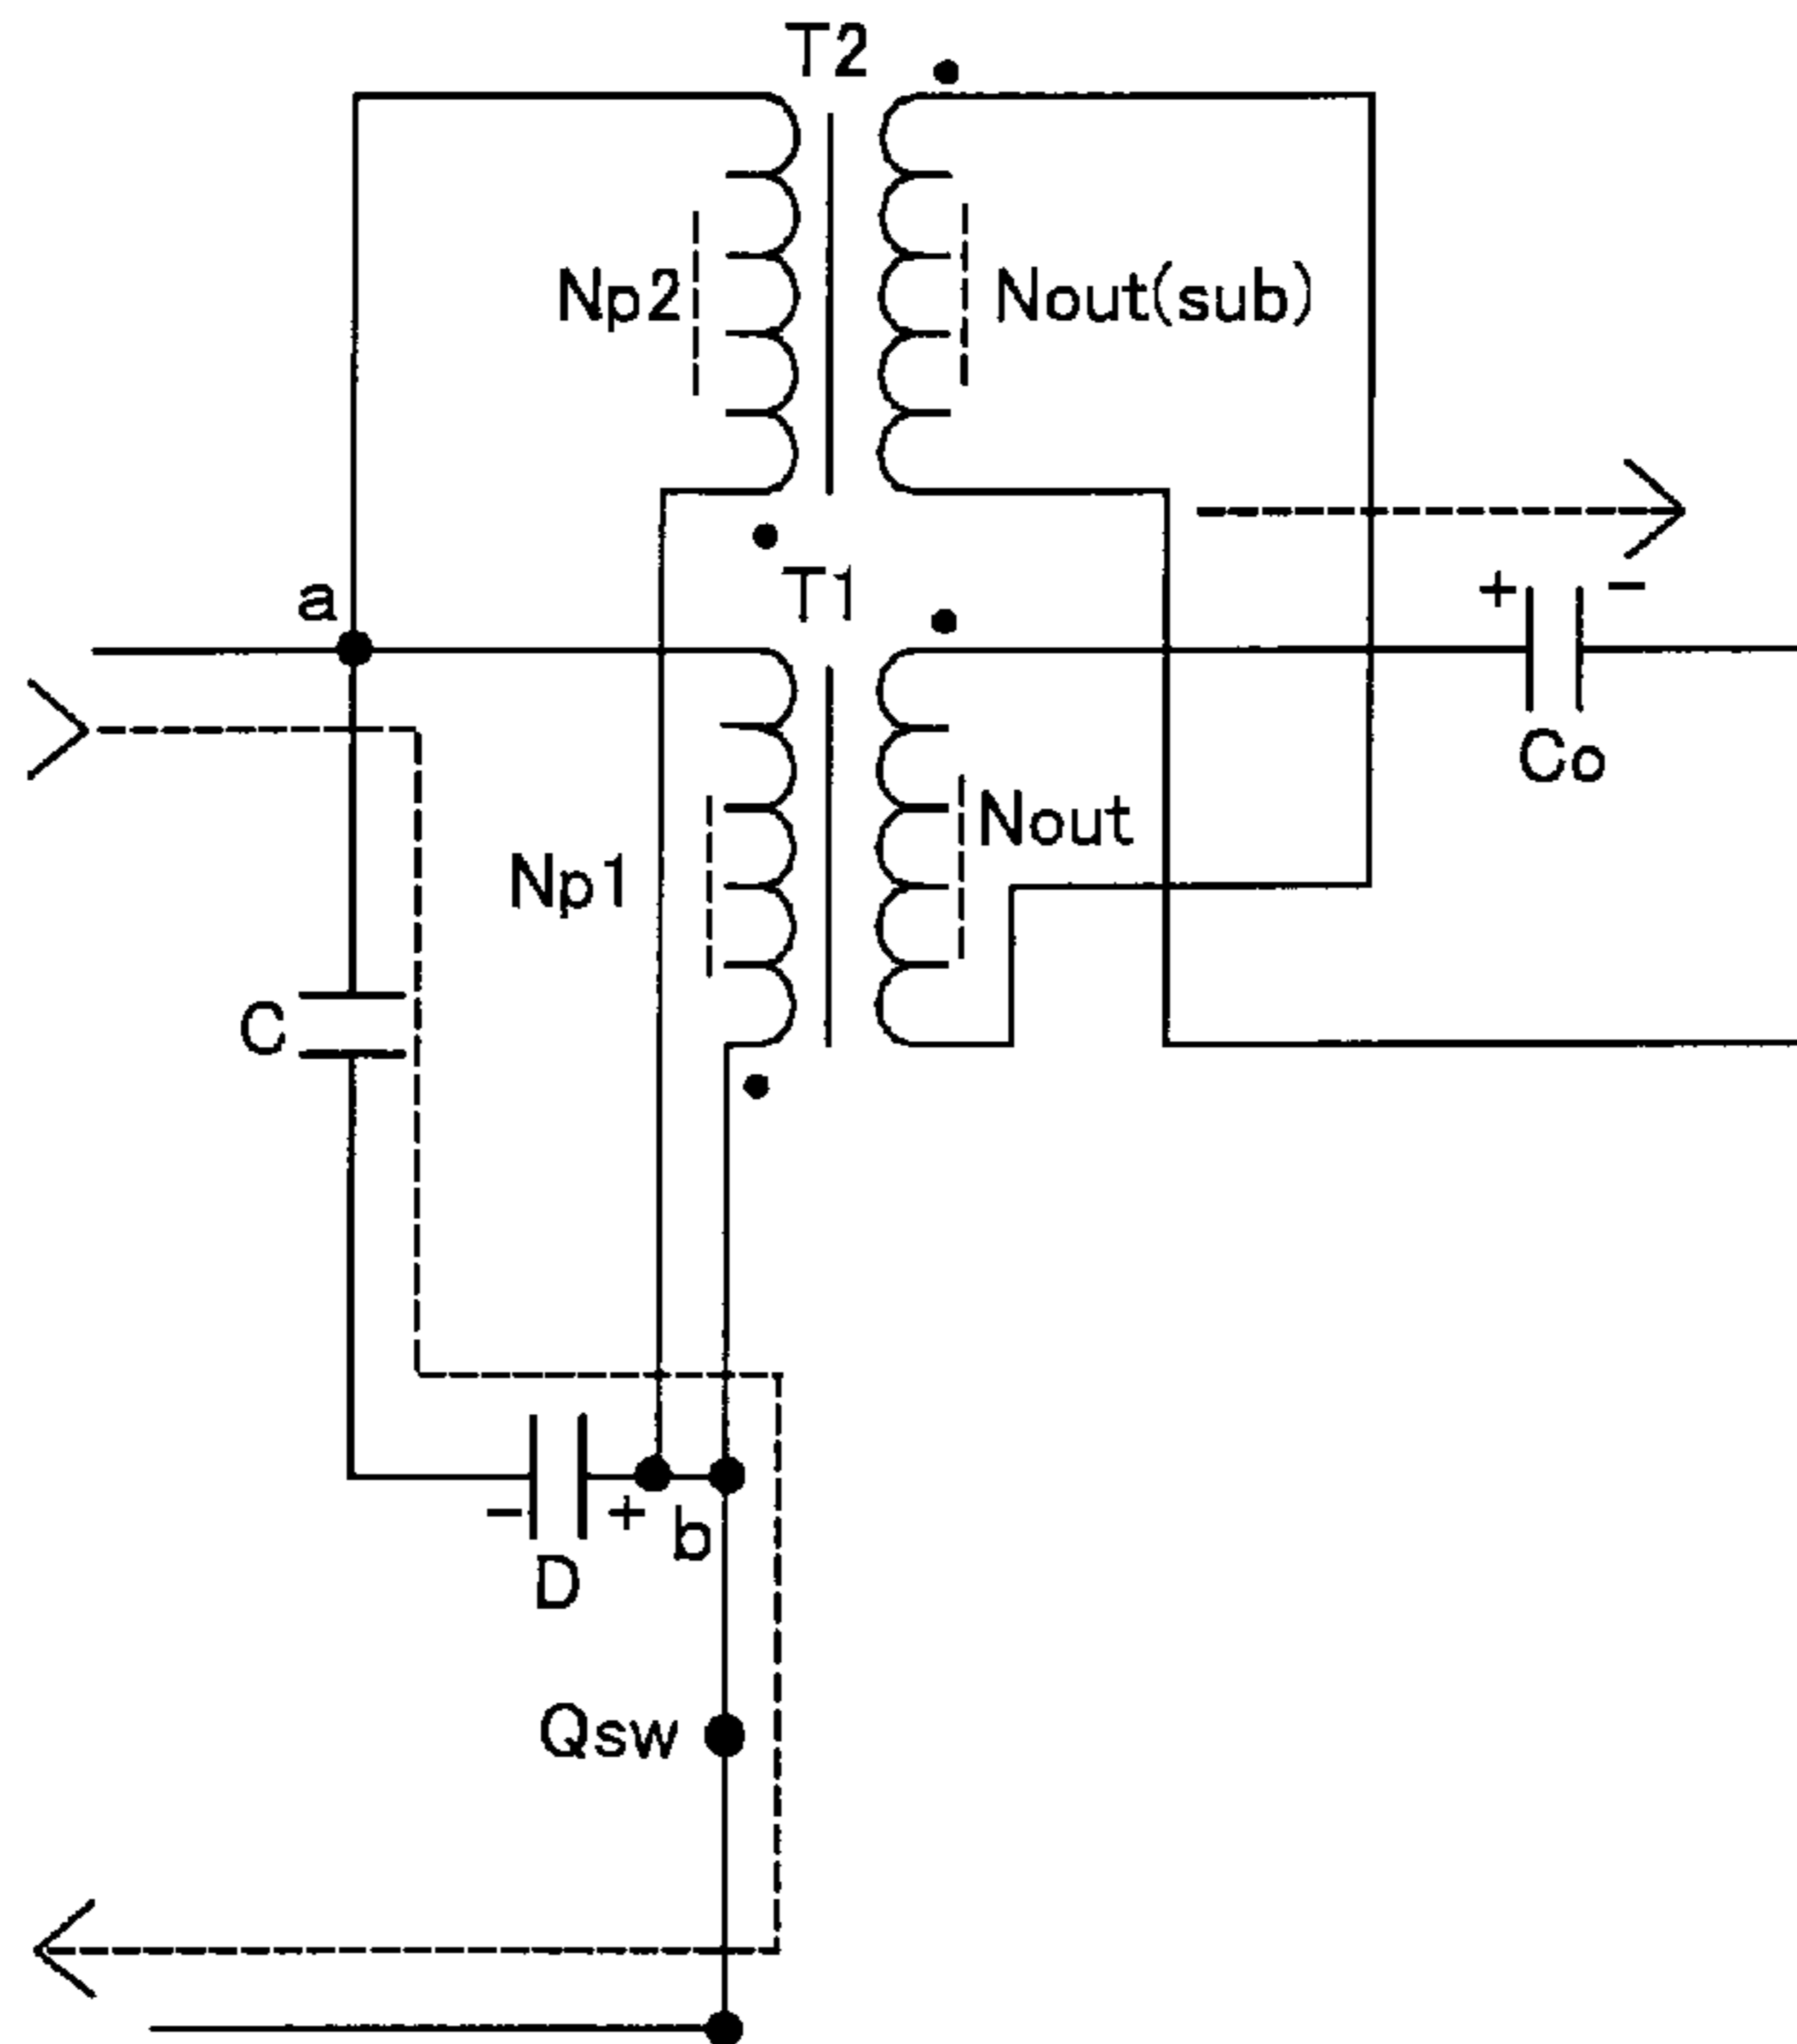 T2
Np2
Nout(sub)
a
T1
+ -
Co
Nout
Np1
C
- +
b
D
Qsw